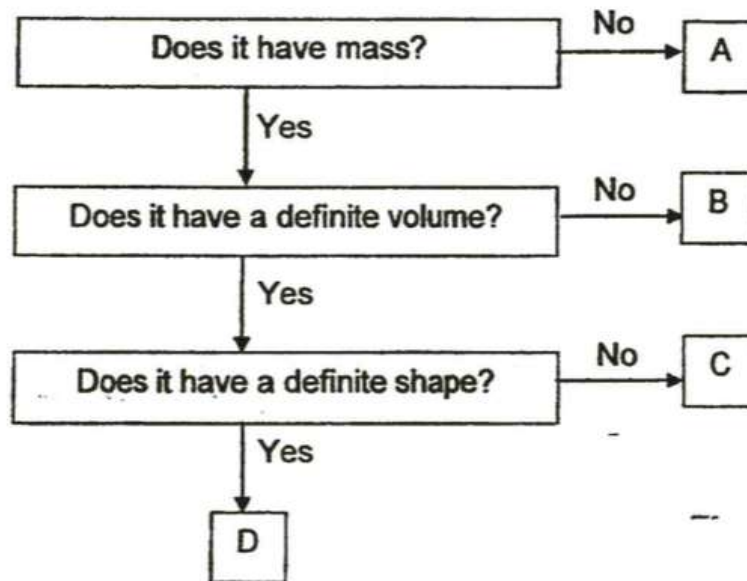 Does it have mass?
No
A
Yes
Does it have a definite volume?
No
B
Yes
Does it have a definite shape?
No
C
Yes
D